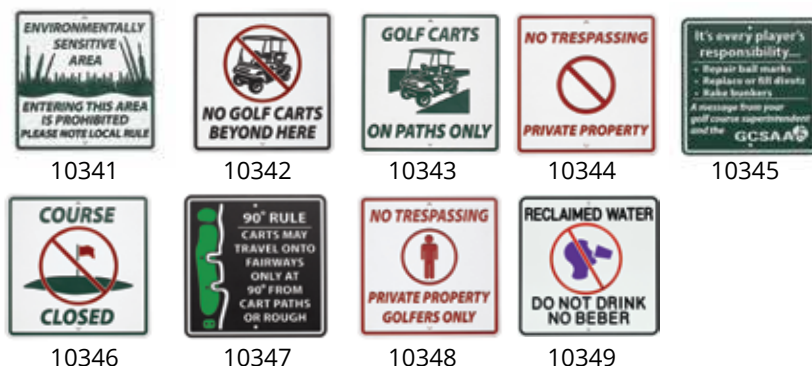 ENVIRONMENTALLY
SENSITIVE
AREA
ENTERING THIS AREA
IS PROHIBITED
PLEASE NOTE LOCAL RULE
10341
NO GOLF CARTS
BEYOND HERE
10342
GOLF CARTS
ON PATHS ONLY
10343
NO TRESPASSING
PRIVATE PROPERTY
10344
It's every player's
responsibility...
• Repair ball marks
• Replace or fill divots
• Rake bunkers
A message from your
golf course superintendent
and the GCSAA
10345
COURSE
CLOSED
10346
90° RULE
CARTS MAY
TRAVEL ONTO
FAIRWAYS
ONLY AT
90° FROM
CART PATHS
OR ROUGH
10347
NO TRESPASSING
PRIVATE PROPERTY
GOLFERS ONLY
10348
RECLAIMED WATER
DO NOT DRINK
NO BEBER
10349